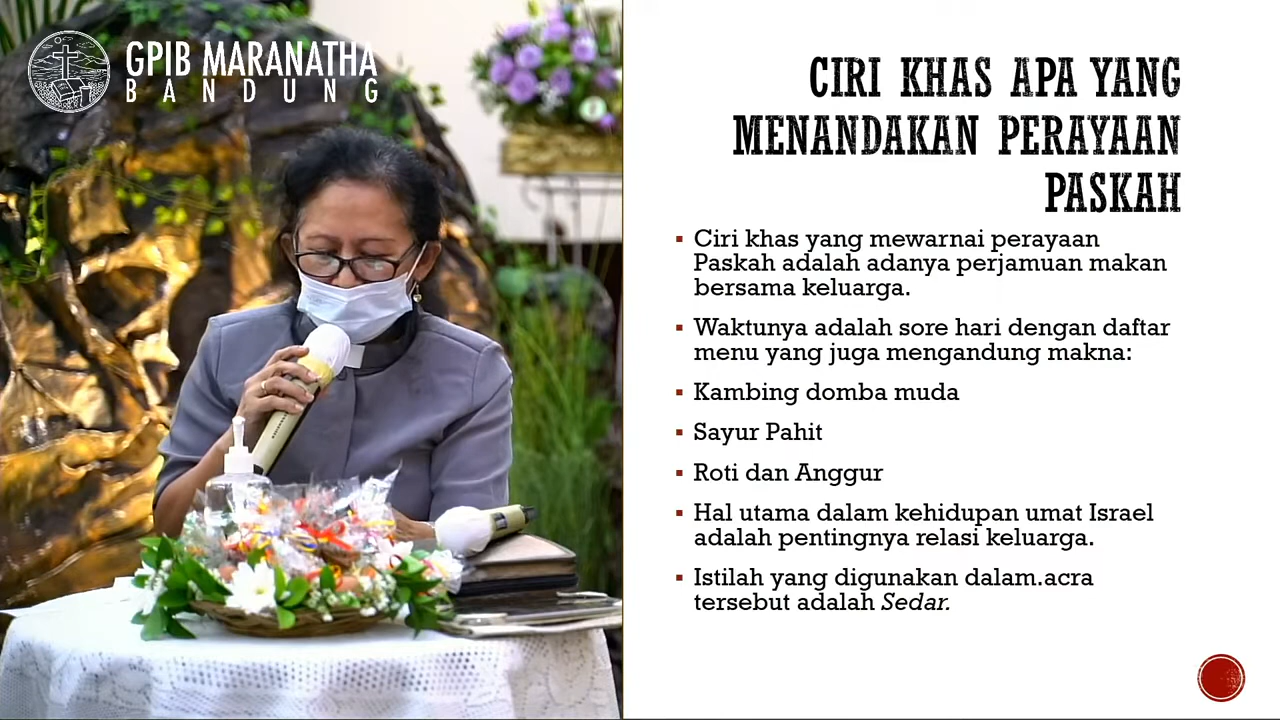 GPIB MARANATHA
BANDUNG
CIRI KHAS APA YANG
MENANDAKAN PERAYAAN
PASKAH
Ciri khas yang mewarnai perayaan
Paskah adalah adanya perjamuan makan
bersama keluarga.
Waktunya adalah sore hari dengan daftar
menu yang juga mengandung makna:
Kambing domba muda
Sayur Pahit
Roti dan Anggur
Hal utama dalam kehidupan umat Israel
adalah pentingnya relasi keluarga.
Istilah yang digunakan dalam.acra
tersebut adalah Sedar.